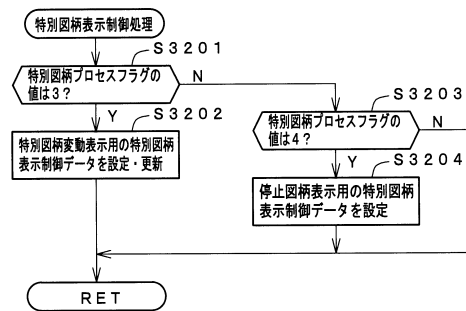 特別図柄表示制御処理
S3201
特別図柄プロセスフラグの
値は3?
N
Y
S3202
特別図柄変動表示用の特別図柄
表示制御データを設定・更新
S3203
特別図柄プロセスフラグの
値は4?
N
Y
S3204
停止図柄表示用の特別図柄
表示制御データを設定
RET